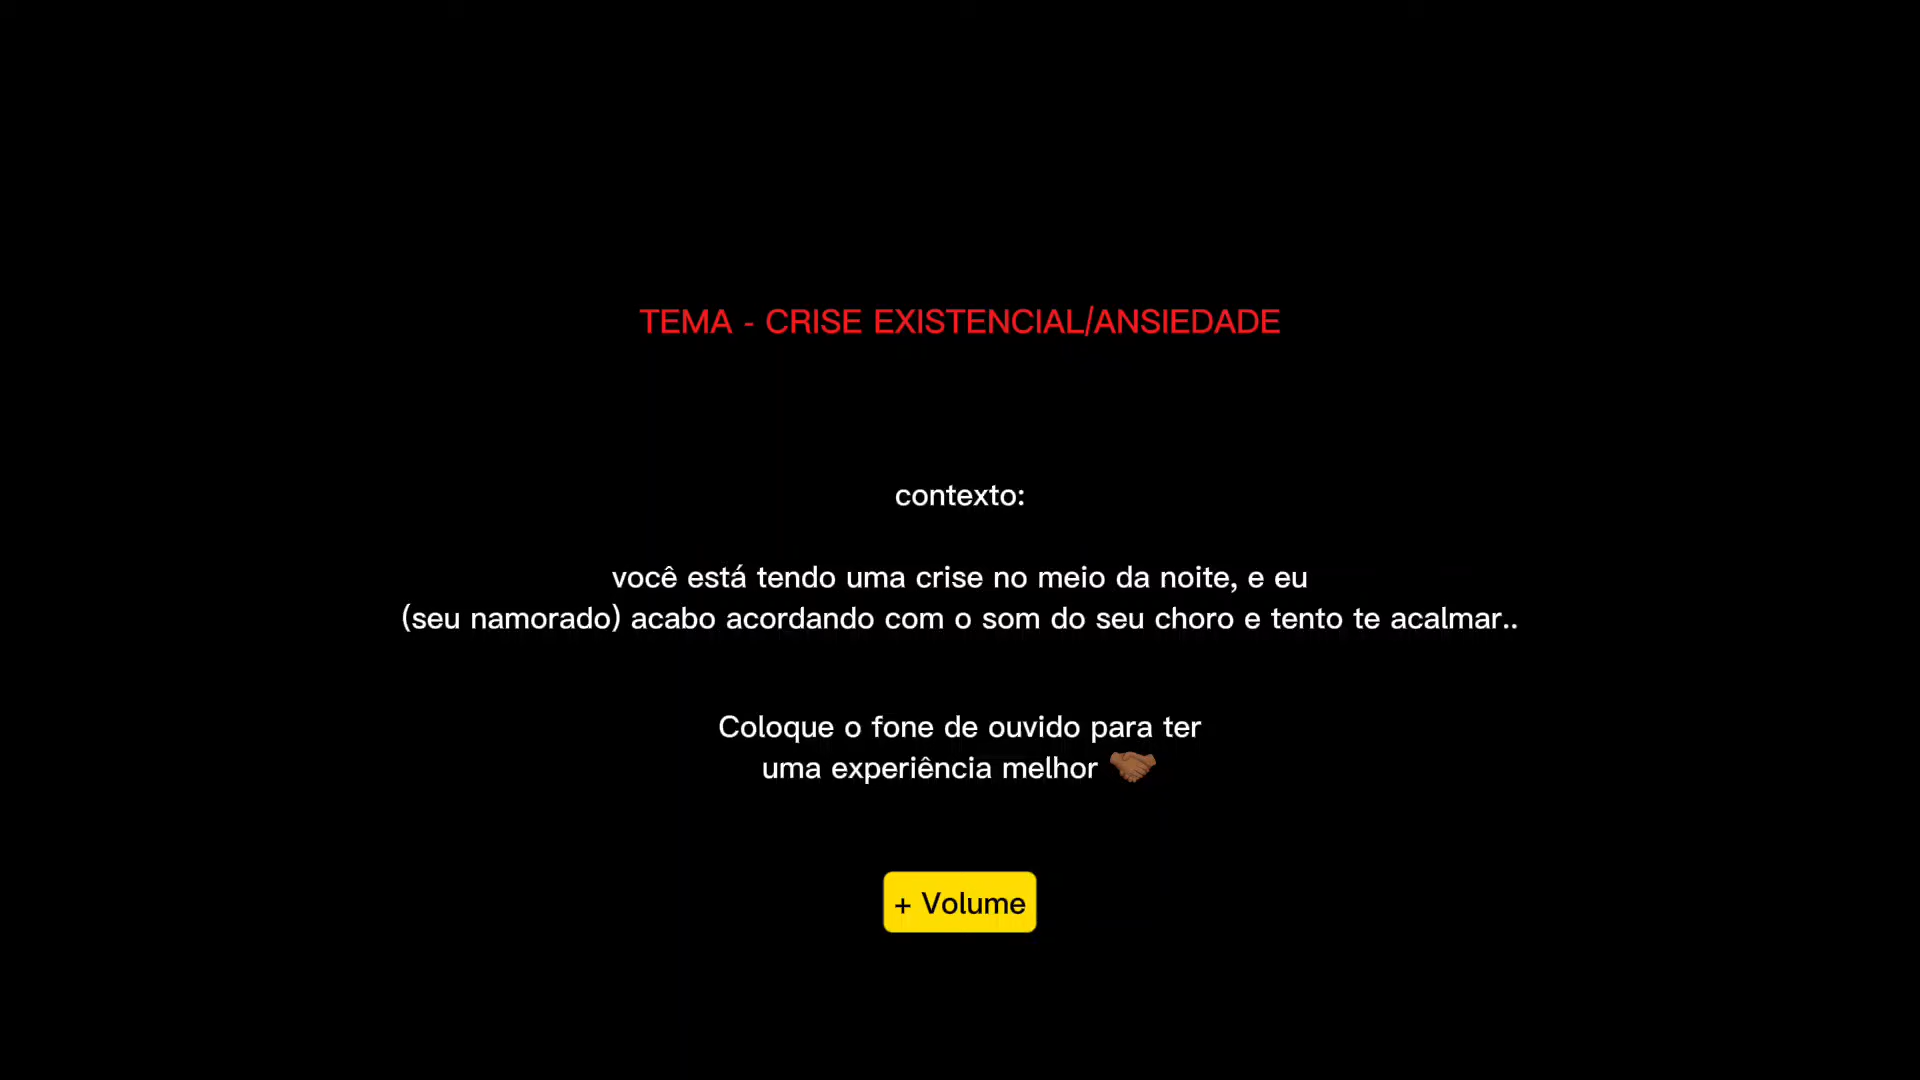 TEMA - CRISE EXISTENCIAL/ANSIEDADE
contexto:
você está tendo uma crise no meio da noite, e eu
(seu namorado) acabo acordando com o som do seu choro e tento te acalmar..
Coloque o fone de ouvido para ter
uma experiência melhor 🤝🏾
+ Volume